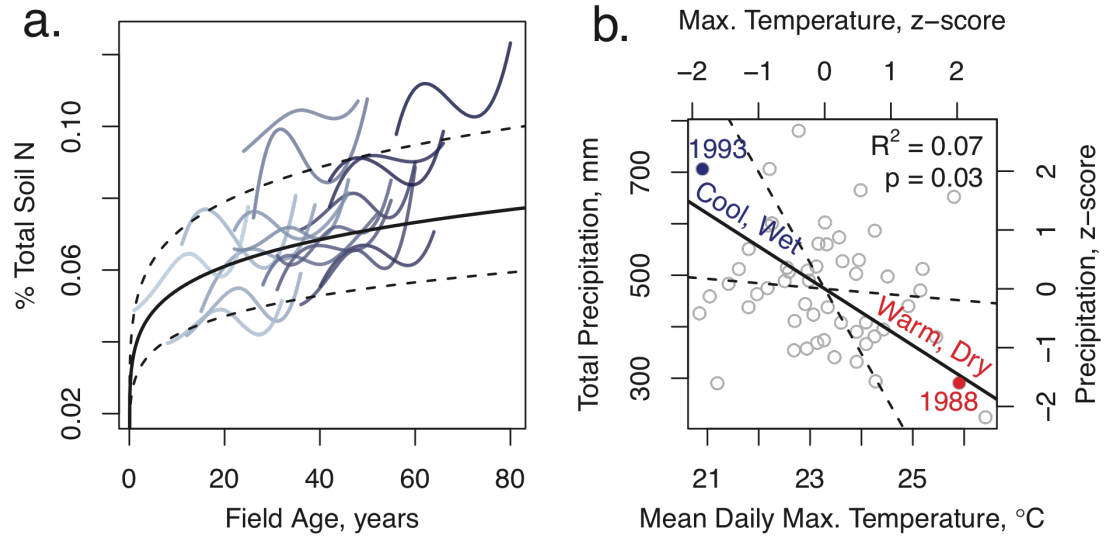 a.
% Total Soil N
0.10
0.06
0.02
0 20 40 60 80
Field Age, years
b.
Max. Temperature, z−score
−2 −1 0 1 2
Total Precipitation, mm
700
500
300
1993
R2 = 0.07
p = 0.03
Cool, Wet
Warm, Dry
1988
2
1
0
−1
−2
Precipitation, z−score
21 23 25
Mean Daily Max. Temperature, °C